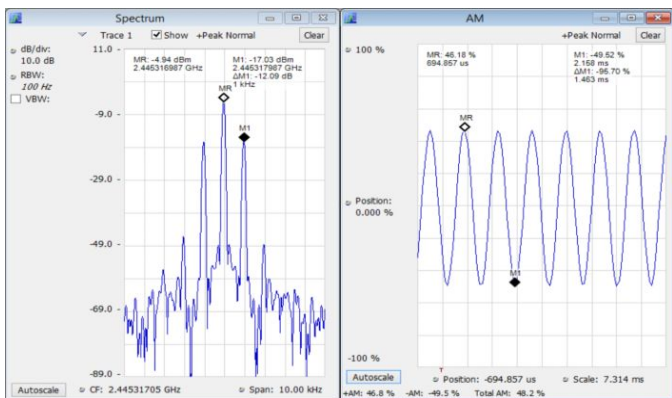 Spectrum
dB/div:
10.0 dB
RBW:
100 Hz
VBW:
Trace 1
Show
+Peak Normal
Clear
11.0
-9.0
-29.0
-49.0
-69.0
-89.0
MR: -4.94 dBm
2.445316987 GHz
M1: -17.03 dBm
2.445317987 GHz
ΔM1: -12.09 dB
1 kHz
MR
M1
Autoscale
CF: 2.44531705 GHz
Span: 10.00 kHz
AM
+Peak Normal
Clear
100 %
Position:
0.000 %
-100 %
MR: 46.18 %
694.857 us
M1: -49.52 %
2.158 ms
ΔM1: -95.70 %
1.463 ms
MR
M1
T
Autoscale
Position: -694.857 us
Scale: 7.314 ms
+AM: 46.8 %
-AM: -49.5 %
Total AM: 48.2 %